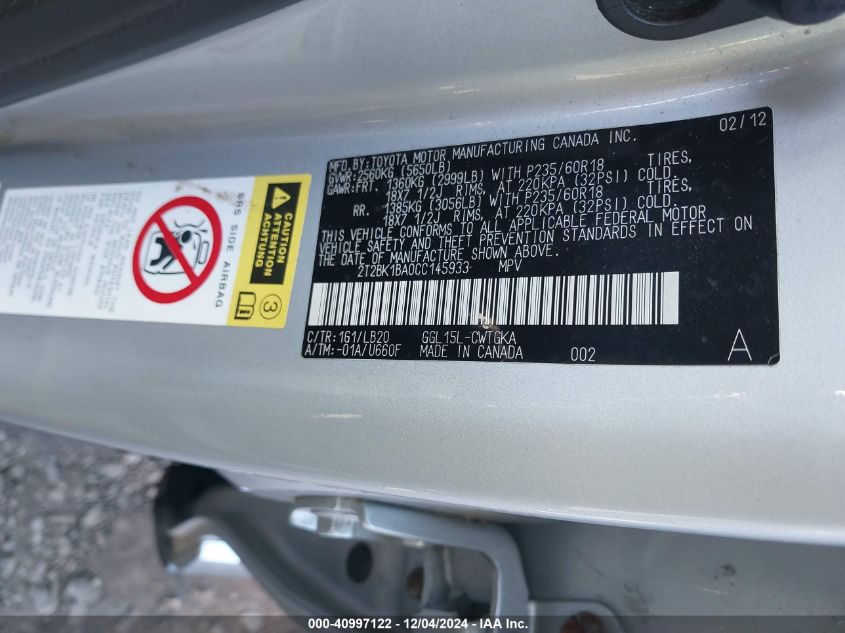 02/12
MFD.BY:TOYOTA MOTOR MANUFACTURING CANADA INC.
GVWR:2560KG (5650LB)
GAWR:FRT. 1360KG (2999LB) WITH P235/60R18 TIRES,
18X7 1/2J RIMS, AT 220KPA (32PSI) COLD.
RR. 1385KG (3056LB) WITH P235/60R18 TIRES,
18X7 1/2J RIMS, AT 220KPA (32PSI) COLD.
THIS VEHICLE CONFORMS TO ALL APPLICABLE FEDERAL MOTOR
VEHICLE SAFETY AND THEFT PREVENTION STANDARDS IN EFFECT ON
THE DATE OF MANUFACTURE SHOWN ABOVE.
2T2BK1BA0CC145933 MPV
C/TR:1G1/LB20 GGL15L-CWTGKA
A/TM:-01A/U660F MADE IN CANADA 002 A
SRS SIDE AIRBAG
CAUTION
ATTENTION
ACHTUNG
3
000-40997122 - 12/04/2024 -